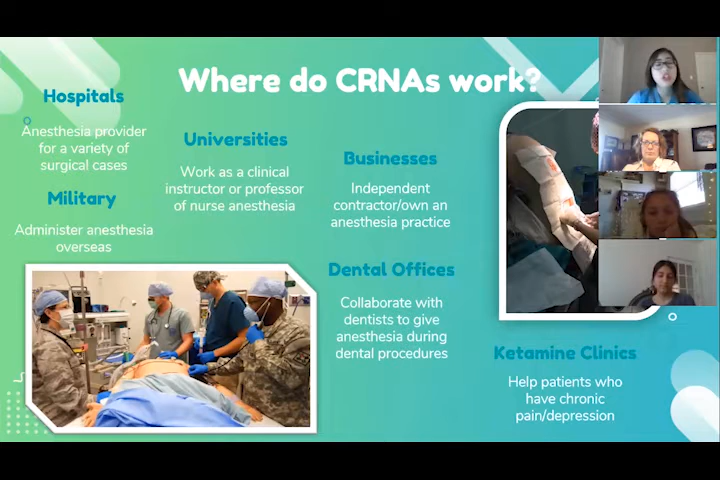 Where do CRNAs work?
Hospitals
Anesthesia provider
for a variety of
surgical cases
Military
Administer anesthesia
overseas
Universities
Work as a clinical
instructor or professor
of nurse anesthesia
Businesses
Independent
contractor/own an
anesthesia practice
Dental Offices
Collaborate with
dentists to give
anesthesia during
dental procedures
Ketamine Clinics
Help patients who
have chronic
pain/depression